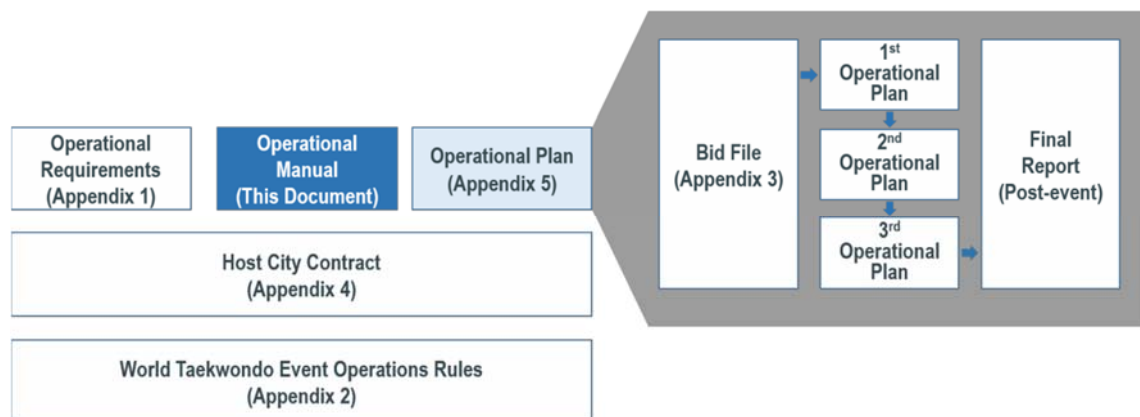 Operational
Requirements
(Appendix 1)
Operational
Manual
(This Document)
Operational Plan
(Appendix 5)
Host City Contract
(Appendix 4)
World Taekwondo Event Operations Rules
(Appendix 2)
Bid File
(Appendix 3)
1st
Operational
Plan
2nd
Operational
Plan
3rd
Operational
Plan
Final
Report
(Post-event)